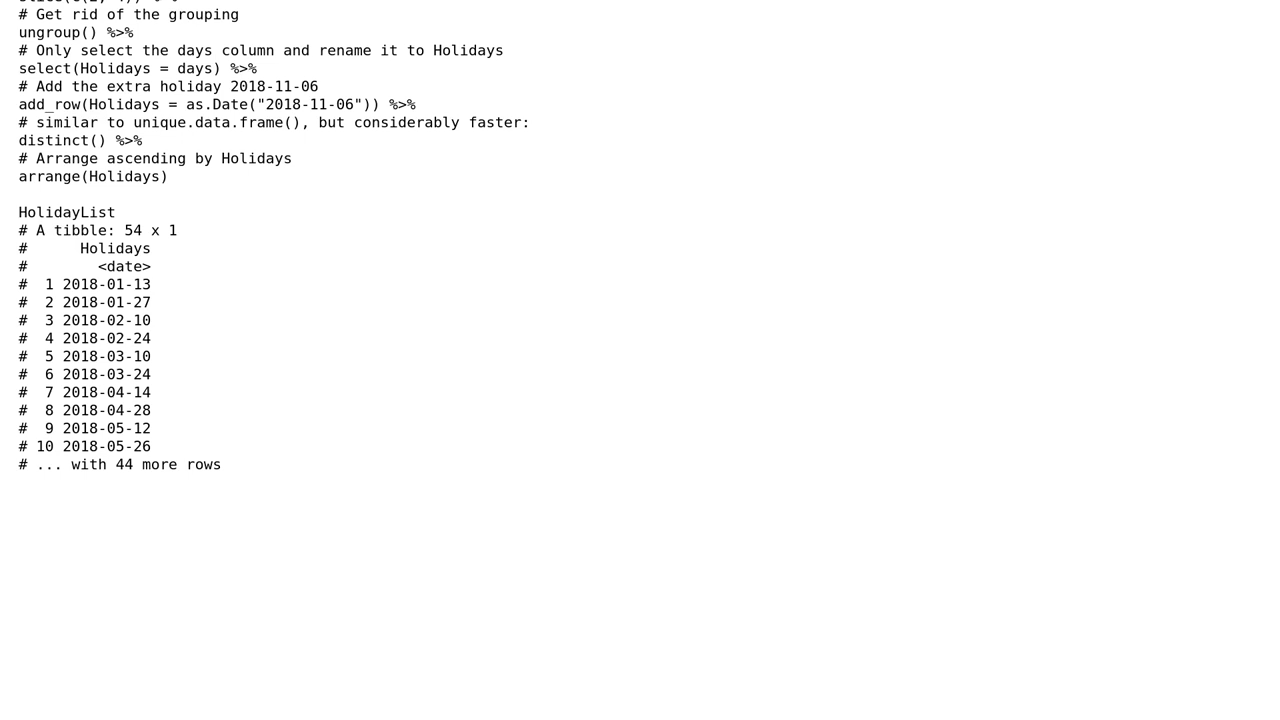 # Get rid of the grouping
ungroup() %>%
# Only select the days column and rename it to Holidays
select(Holidays = days) %>%
# Add the extra holiday 2018-11-06
add_row(Holidays = as.Date("2018-11-06")) %>%
# similar to unique.data.frame(), but considerably faster:
distinct() %>%
# Arrange ascending by Holidays
arrange(Holidays)

HolidayList
# A tibble: 54 x 1
#      Holidays
#        <date>
#  1 2018-01-13
#  2 2018-01-27
#  3 2018-02-10
#  4 2018-02-24
#  5 2018-03-10
#  6 2018-03-24
#  7 2018-04-14
#  8 2018-04-28
#  9 2018-05-12
# 10 2018-05-26
# ... with 44 more rows